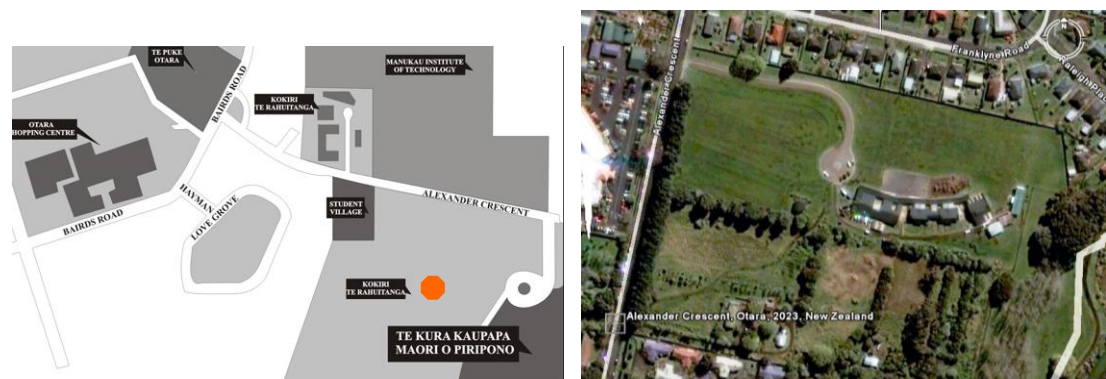 TE PUKE
OTARA
BAIRDS ROAD
MANUKAU INSTITUTE
OF TECHNOLOGY
KOKIRI
TE RAHUITANGA
OTARA
HOPPING CENTRE
ALEXANDER CRESCENT
HAYMAN
LOVE GROVE
STUDENT
VILLAGE
BAIRDS ROAD
KOKIRI
TE RAHUITANGA
TE KURA KAUPAPA
MAORI O PIRIPONO
N
Franklyne Road
Raleigh Plac
Alexander Crescent
Alexander Crescent, Otara, 2023, New Zealand